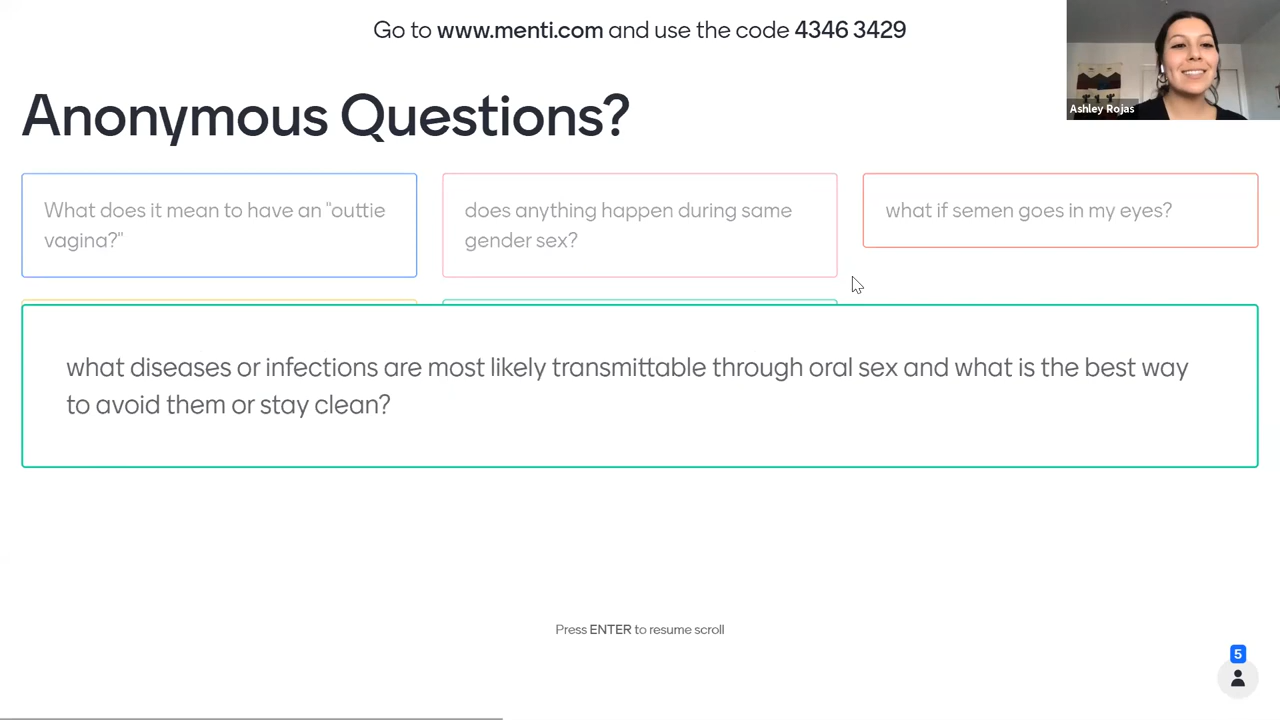 Go to www.menti.com and use the code 4346 3429
Ashley Rojas
Anonymous Questions?
What does it mean to have an "outtie
vagina?"
does anything happen during same
gender sex?
what if semen goes in my eyes?
what diseases or infections are most likely transmittable through oral sex and what is the best way
to avoid them or stay clean?
Press ENTER to resume scroll
5